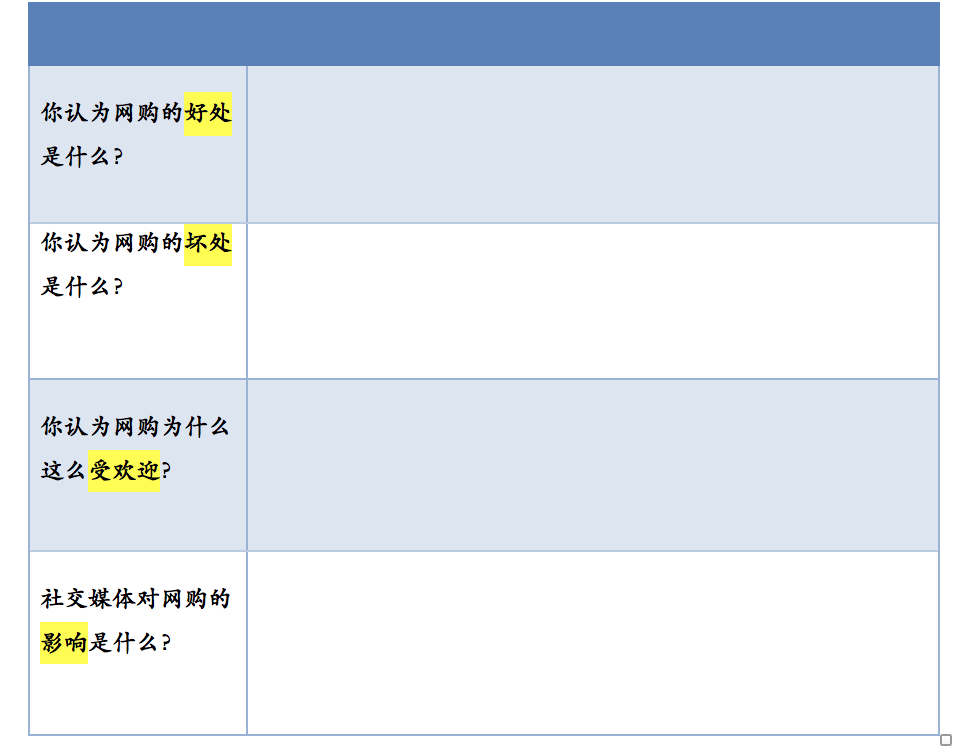 你认为网购的好处
是什么?
你认为网购的坏处
是什么?
你认为网购为什么
这么受欢迎?
社交媒体对网购的
影响是什么?